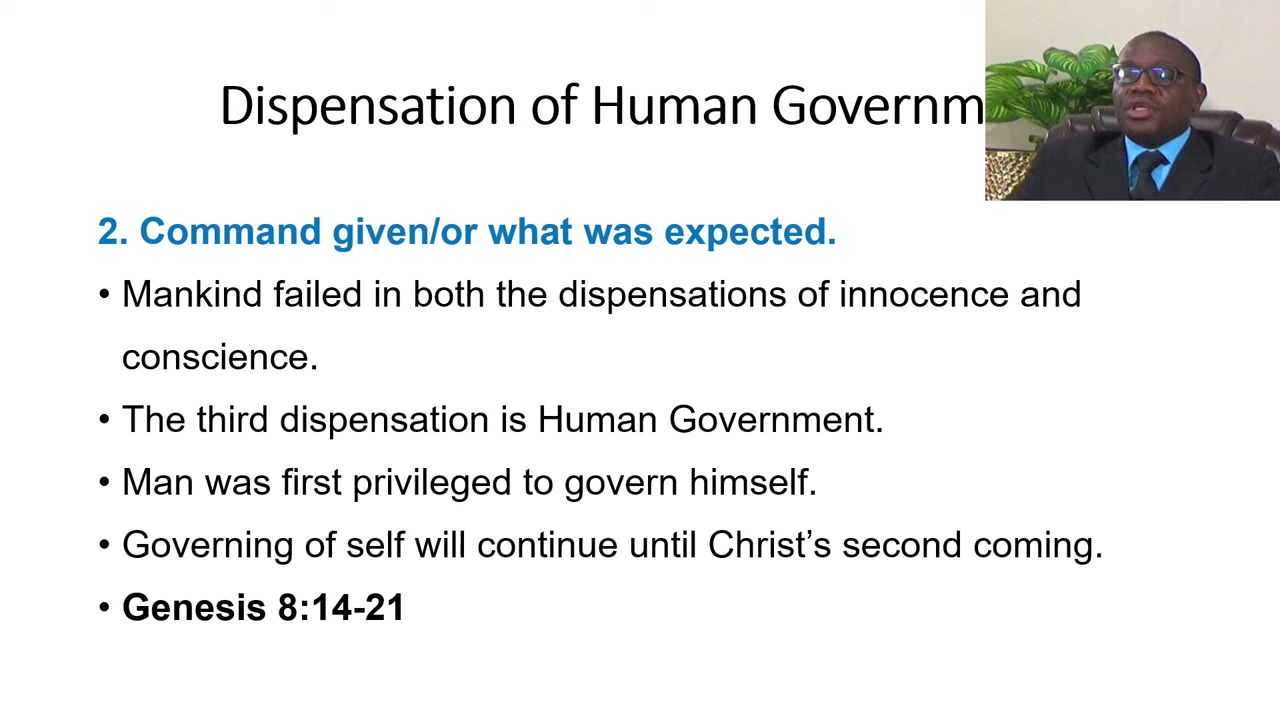 Dispensation of Human Governm
2. Command given/or what was expected.
• Mankind failed in both the dispensations of innocence and
conscience.
• The third dispensation is Human Government.
• Man was first privileged to govern himself.
• Governing of self will continue until Christ’s second coming.
• Genesis 8:14-21